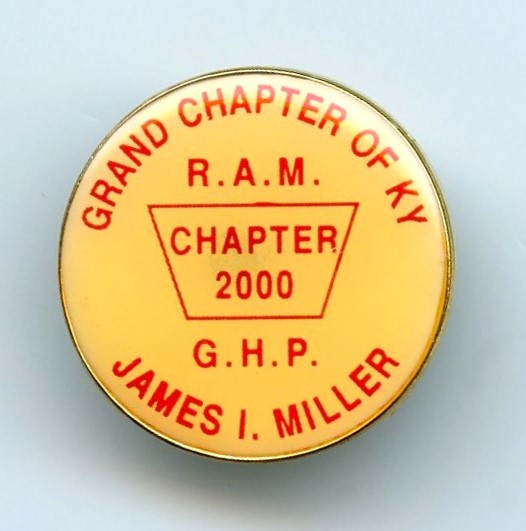 GRAND CHAPTER OF KY
R.A.M.
CHAPTER
2000
G.H.P.
JAMES I. MILLER